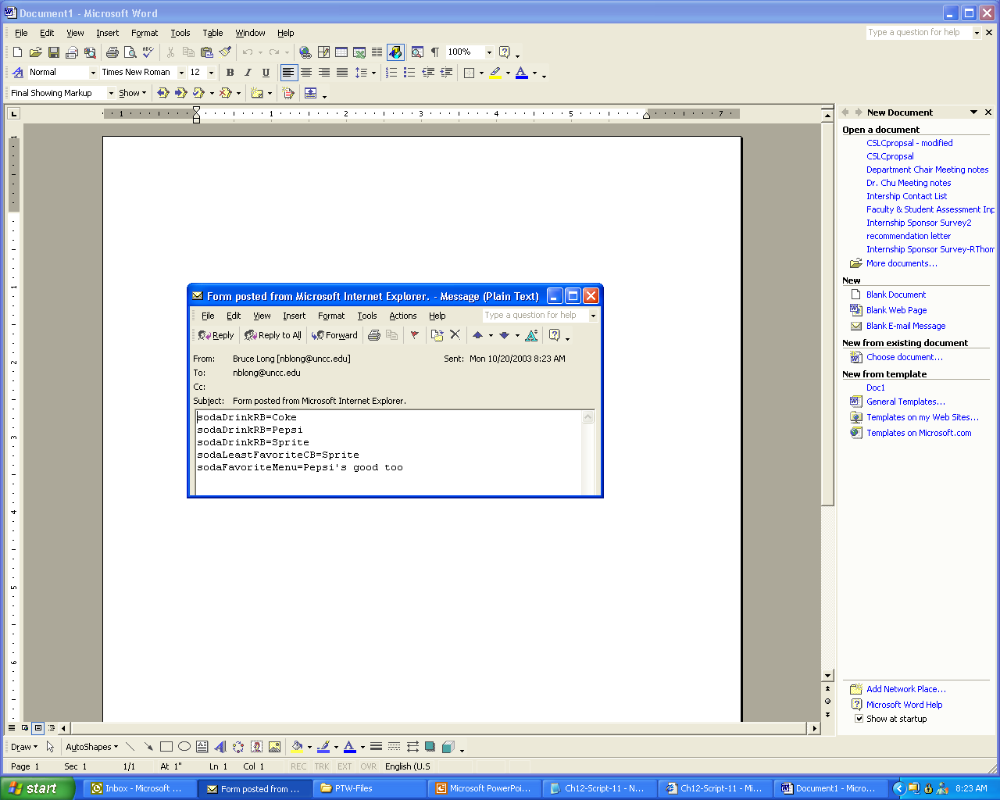 Document1 - Microsoft Word
File Edit View Insert Format Tools Table Window Help
Type a question for help
100%
Normal Times New Roman 12 B I U A
Final Showing Markup Show
1 1 2 3 4 5 7
New Document
Open a document
CSLCpropsal - modified
CSLCpropsal
Department Chair Meeting notes
Dr. Chu Meeting notes
Intership Contact List
Faculty & Student Assessment Inp
Internship Sponsor Survey2
recommendation letter
Internship Sponsor Survey-RThom
More documents...
New
Blank Document
Blank Web Page
Blank E-mail Message
New from existing document
Choose document...
New from template
Doc1
General Templates...
Templates on my Web Sites...
Templates on Microsoft.com
Form posted from Microsoft Internet Explorer. - Message (Plain Text)
File Edit View Insert Format Tools Actions Help
Type a question for help
Reply Reply to All Forward
From: Bruce Long [nblong@uncc.edu] Sent: Mon 10/20/2003 8:23 AM
To: nblong@uncc.edu
Cc:
Subject: Form posted from Microsoft Internet Explorer.
sodaDrinkRB=Coke
sodaDrinkRB=Pepsi
sodaDrinkRB=Sprite
sodaLeastFavoriteCB=Sprite
sodaFavoriteMenu=Pepsi's good too
Add Network Place...
Microsoft Word Help
Show at startup
Draw AutoShapes
Page 1 Sec 1 1/1 At 1" Ln 1 Col 1 REC TRK EXT OVR English (U.S
start Inbox - Microsoft ... Form posted from ... PTW-Files Microsoft PowerPoi... Ch12-Script-11 - N... Ch12-Script-11 - Mi... Document1 - Micro... 8:23 AM